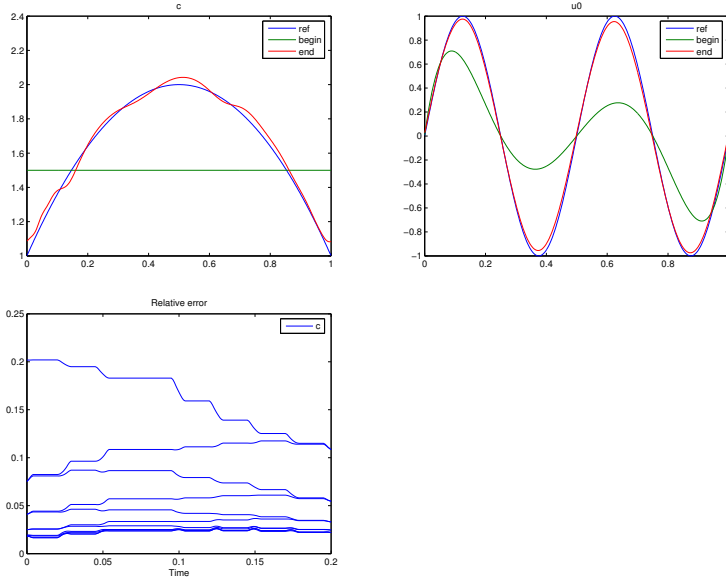 c
2.4
2.2
2
1.8
1.6
1.4
1.2
1
0 0.2 0.4 0.6 0.8 1
ref
begin
end
u0
1
0.8
0.6
0.4
0.2
0
−0.2
−0.4
−0.6
−0.8
−1
0 0.2 0.4 0.6 0.8
ref
begin
end
Relative error
0.25
0.2
0.15
0.1
0.05
0
0 0.05 0.1 0.15 0.2
Time
c